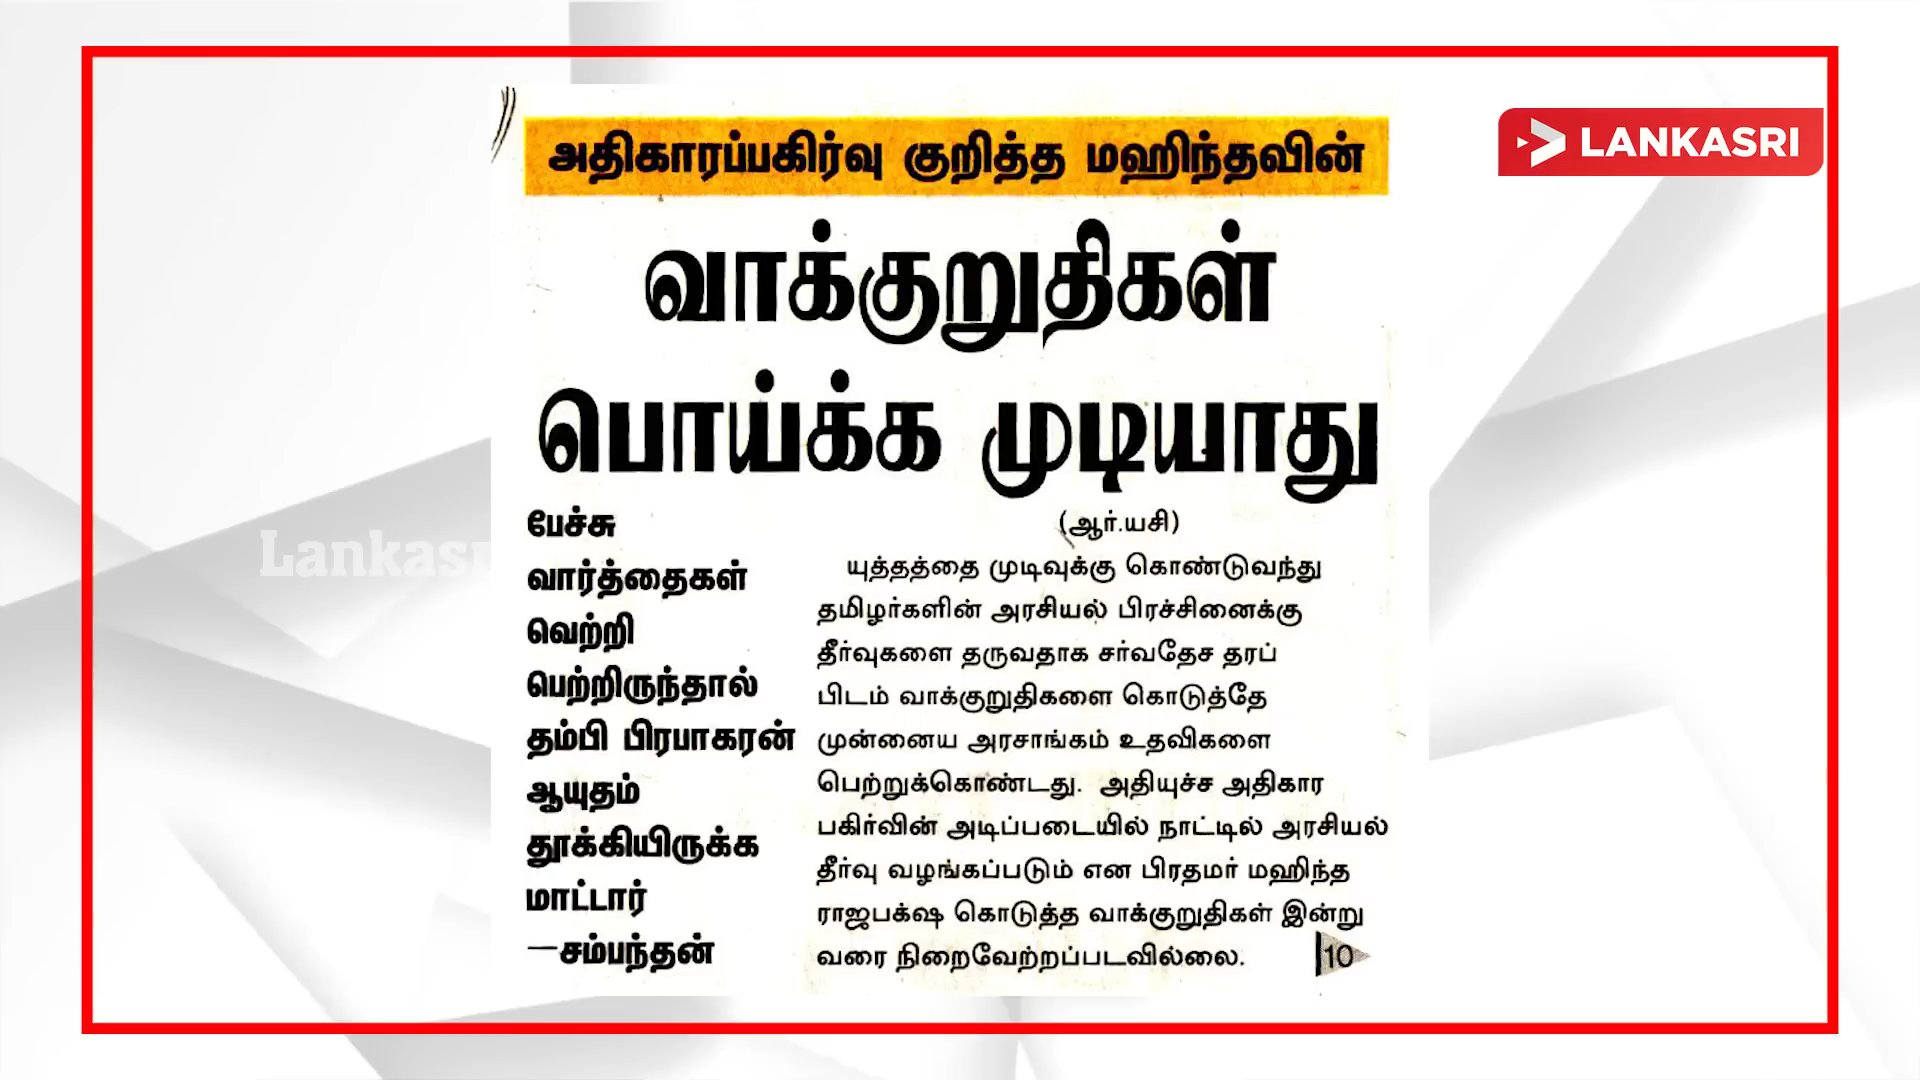 LANKASRI
அதிகாரப்பகிர்வு குறித்த மஹிந்தவின்
வாக்குறுதிகள்
பொய்க்க முடியாது
பேச்சு
வார்த்தைகள்
வெற்றி
பெற்றிருந்தால்
தம்பி பிரபாகரன்
ஆயுதம்
தூக்கியிருக்க
மாட்டார்
—சம்பந்தன்
(ஆர்.யசி)
யுத்தத்தை முடிவுக்கு கொண்டுவந்து
தமிழர்களின் அரசியல் பிரச்சினைக்கு
தீர்வுகளை தருவதாக சர்வதேச தரப்
பிடம் வாக்குறுதிகளை கொடுத்தே
முன்னைய அரசாங்கம் உதவிகளை
பெற்றுக்கொண்டது. அதியுச்ச அதிகார
பகிர்வின் அடிப்படையில் நாட்டில் அரசியல்
தீர்வு வழங்கப்படும் என பிரதமர் மஹிந்த
ராஜபக்‌ஷ கொடுத்த வாக்குறுதிகள் இன்று
வரை நிறைவேற்றப்படவில்லை.
10